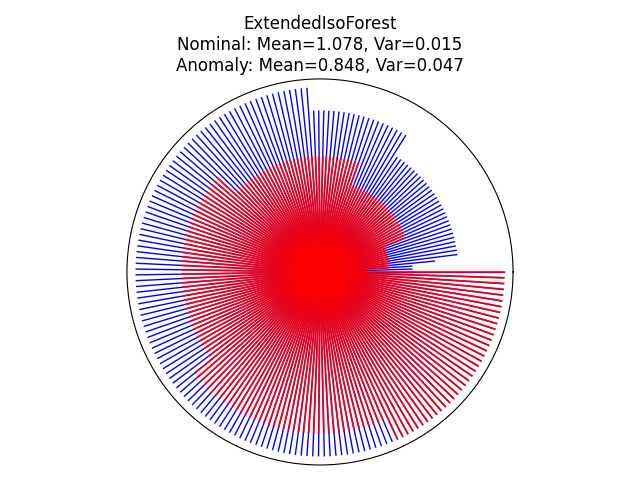 ExtendedIsoForest
Nominal: Mean=1.078, Var=0.015
Anomaly: Mean=0.848, Var=0.047